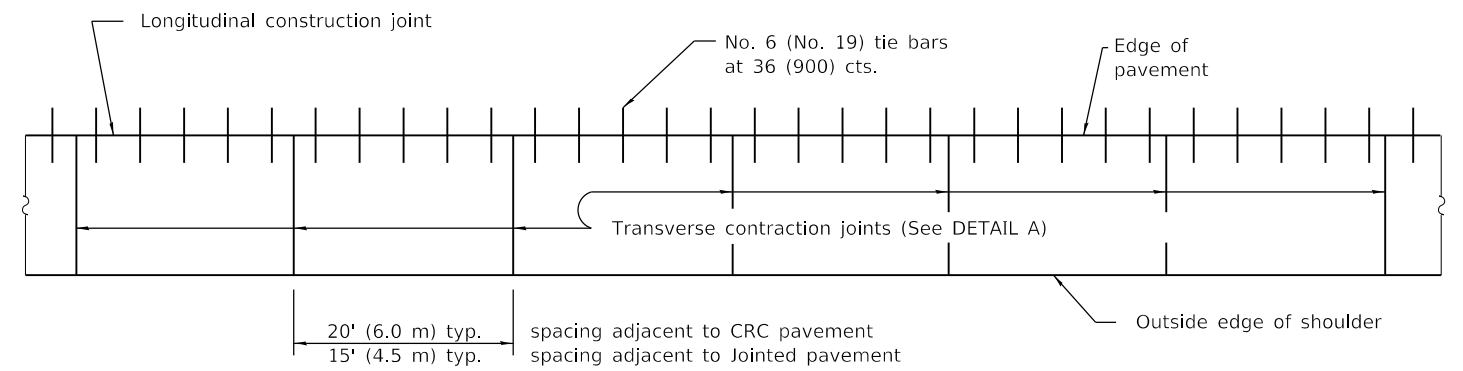 Longitudinal construction joint
No. 6 (No. 19) tie bars
at 36 (900) cts.
Edge of
pavement
Transverse contraction joints (See DETAIL A)
Outside edge of shoulder
20' (6.0 m) typ. spacing adjacent to CRC pavement
15' (4.5 m) typ. spacing adjacent to Jointed pavement